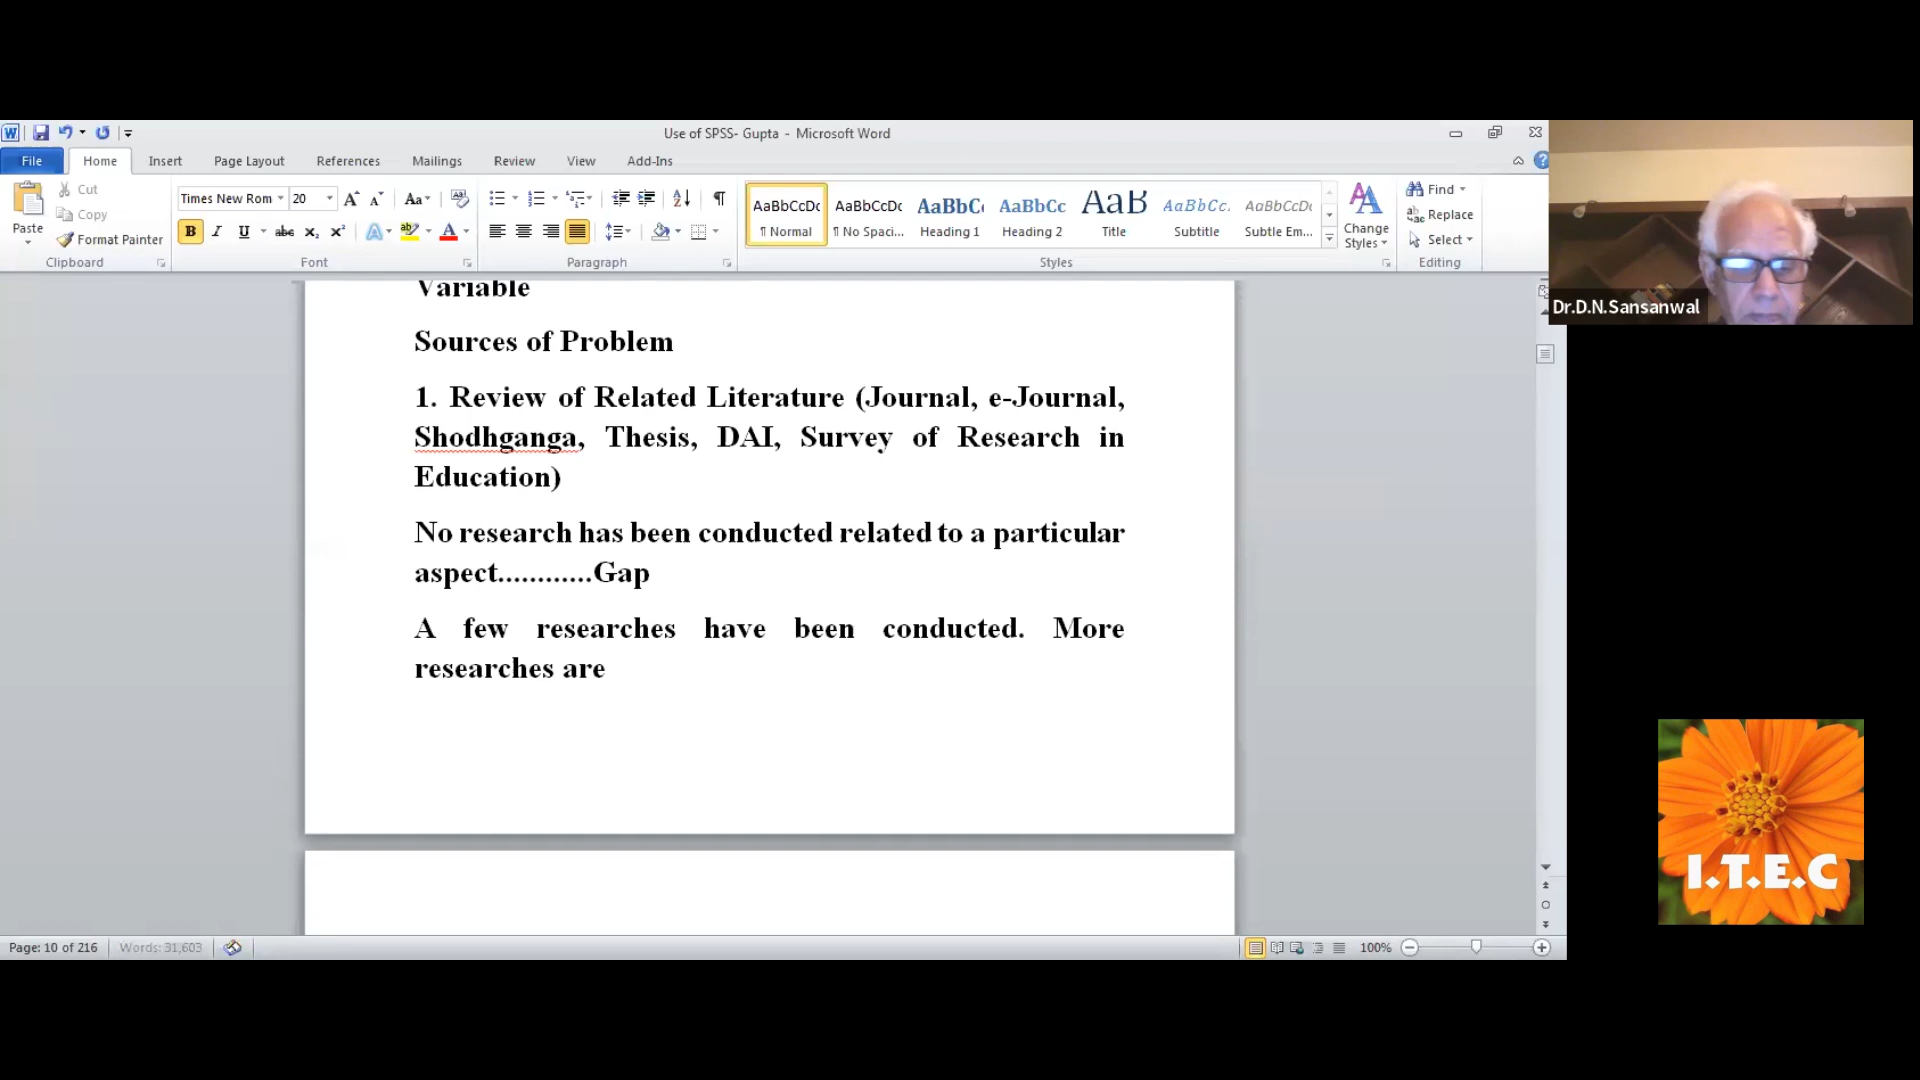 Use of SPSS- Gupta - Microsoft Word
File Home Insert Page Layout References Mailings Review View Add-Ins
Paste
Cut
Copy
Format Painter
Clipboard
Times New Rom 20
Font
Paragraph
AaBbCcDc AaBbCcDc AaBbC AaBbCc AaB AaBbCc. AaBbCcDc
¶ Normal ¶ No Spaci... Heading 1 Heading 2 Title Subtitle Subtle Em...
Change
Styles
Styles
Find
Replace
Select
Editing
Dr.D.N.Sansanwal
Variable
Sources of Problem
1. Review of Related Literature (Journal, e-Journal,
Shodhganga, Thesis, DAI, Survey of Research in
Education)
No research has been conducted related to a particular
aspect............Gap
A few researches have been conducted. More
researches are
I.T.E.C
Page: 10 of 216 Words: 31,603 100%